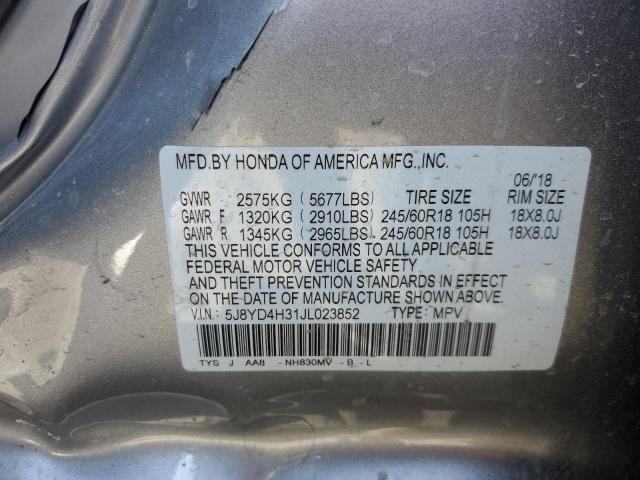 MFD.BY HONDA OF AMERICA MFG.,INC.
06/'18
GVWR 2575KG ( 5677LBS) TIRE SIZE RIM SIZE
GAWR F 1320KG ( 2910LBS) 245/60R18 105H 18X8.0J
GAWR R 1345KG ( 2965LBS) 245/60R18 105H 18X8.0J
THIS VEHICLE CONFORMS TO ALL APPLICABLE
FEDERAL MOTOR VEHICLE SAFETY
AND THEFT PREVENTION STANDARDS IN EFFECT
ON THE DATE OF MANUFACTURE SHOWN ABOVE.
V.I.N.: 5J8YD4H31JL023852 TYPE: MPV
TYS J AA8 - NH830MV - B - L